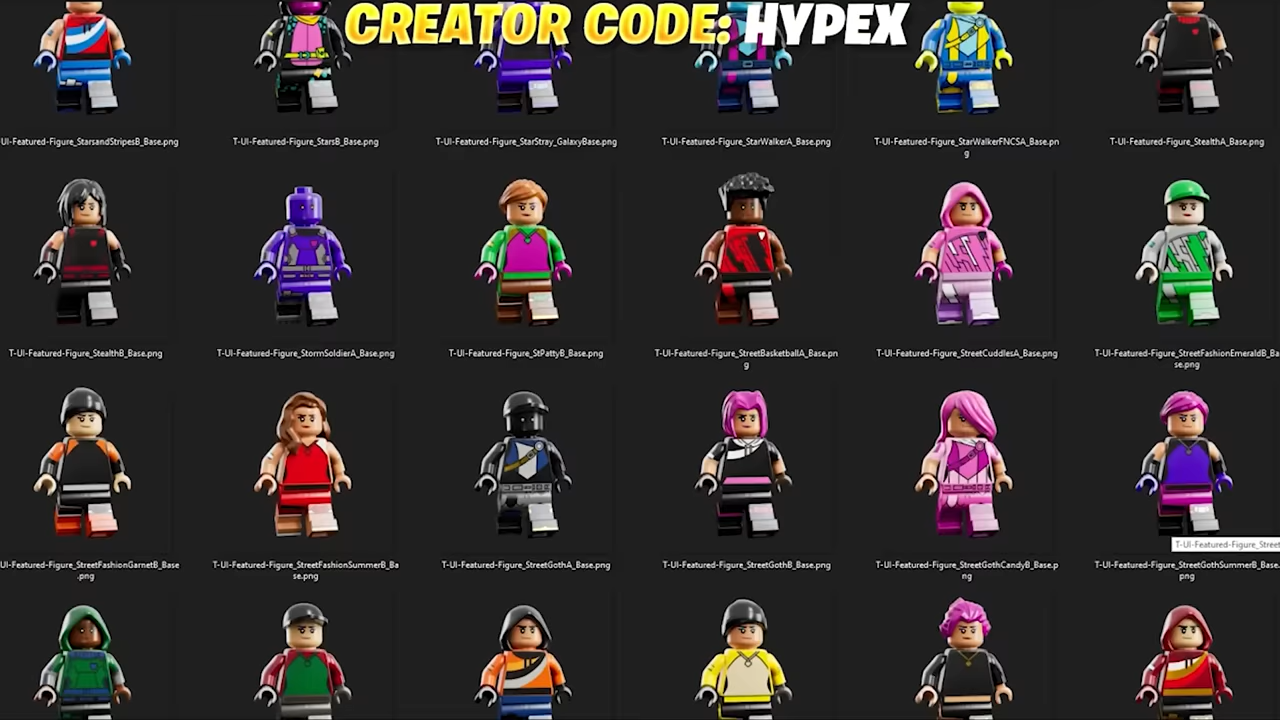 CREATOR CODE: HYPEX
UI-Featured-Figure_StarsandStripesB_Base.png
T-UI-Featured-Figure_StarsB_Base.png
T-UI-Featured-Figure_StarStray_GalaxyBase.png
T-UI-Featured-Figure_StarWalkerA_Base.png
T-UI-Featured-Figure_StarWalkerFNCSA_Base.pn
g
T-UI-Featured-Figure_StealthA_Base.png
T-UI-Featured-Figure_StealthB_Base.png
T-UI-Featured-Figure_StormSoldierA_Base.png
T-UI-Featured-Figure_StPattyB_Base.png
T-UI-Featured-Figure_StreetBasketballA_Base.pn
g
T-UI-Featured-Figure_StreetCuddlesA_Base.png
T-UI-Featured-Figure_StreetFashionEmeraldB_Ba
se.png
UI-Featured-Figure_StreetFashionGarnetB_Base
.png
T-UI-Featured-Figure_StreetFashionSummerB_Ba
se.png
T-UI-Featured-Figure_StreetGothA_Base.png
T-UI-Featured-Figure_StreetGothB_Base.png
T-UI-Featured-Figure_StreetGothCandyB_Base.p
ng
T-UI-Featured-Figure_StreetGothSummerB_Base.
png
T-UI-Featured-Figure_Street